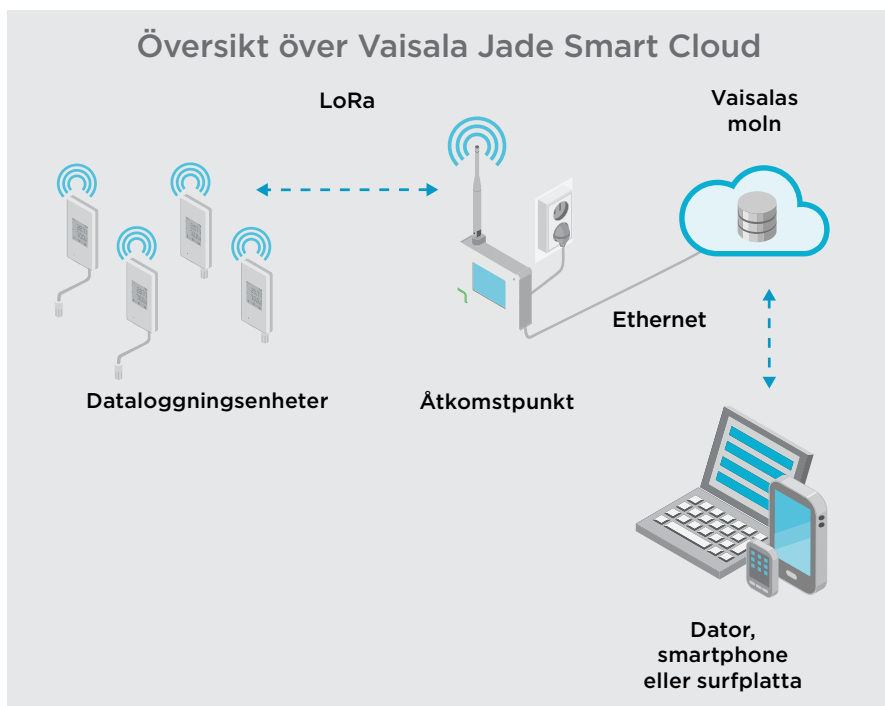 Översikt över Vaisala Jade Smart Cloud
LoRa
Vaisalas
moln
Ethernet
Dataloggningsenheter
Åtkomstpunkt
Dator,
smartphone
eller surfplatta